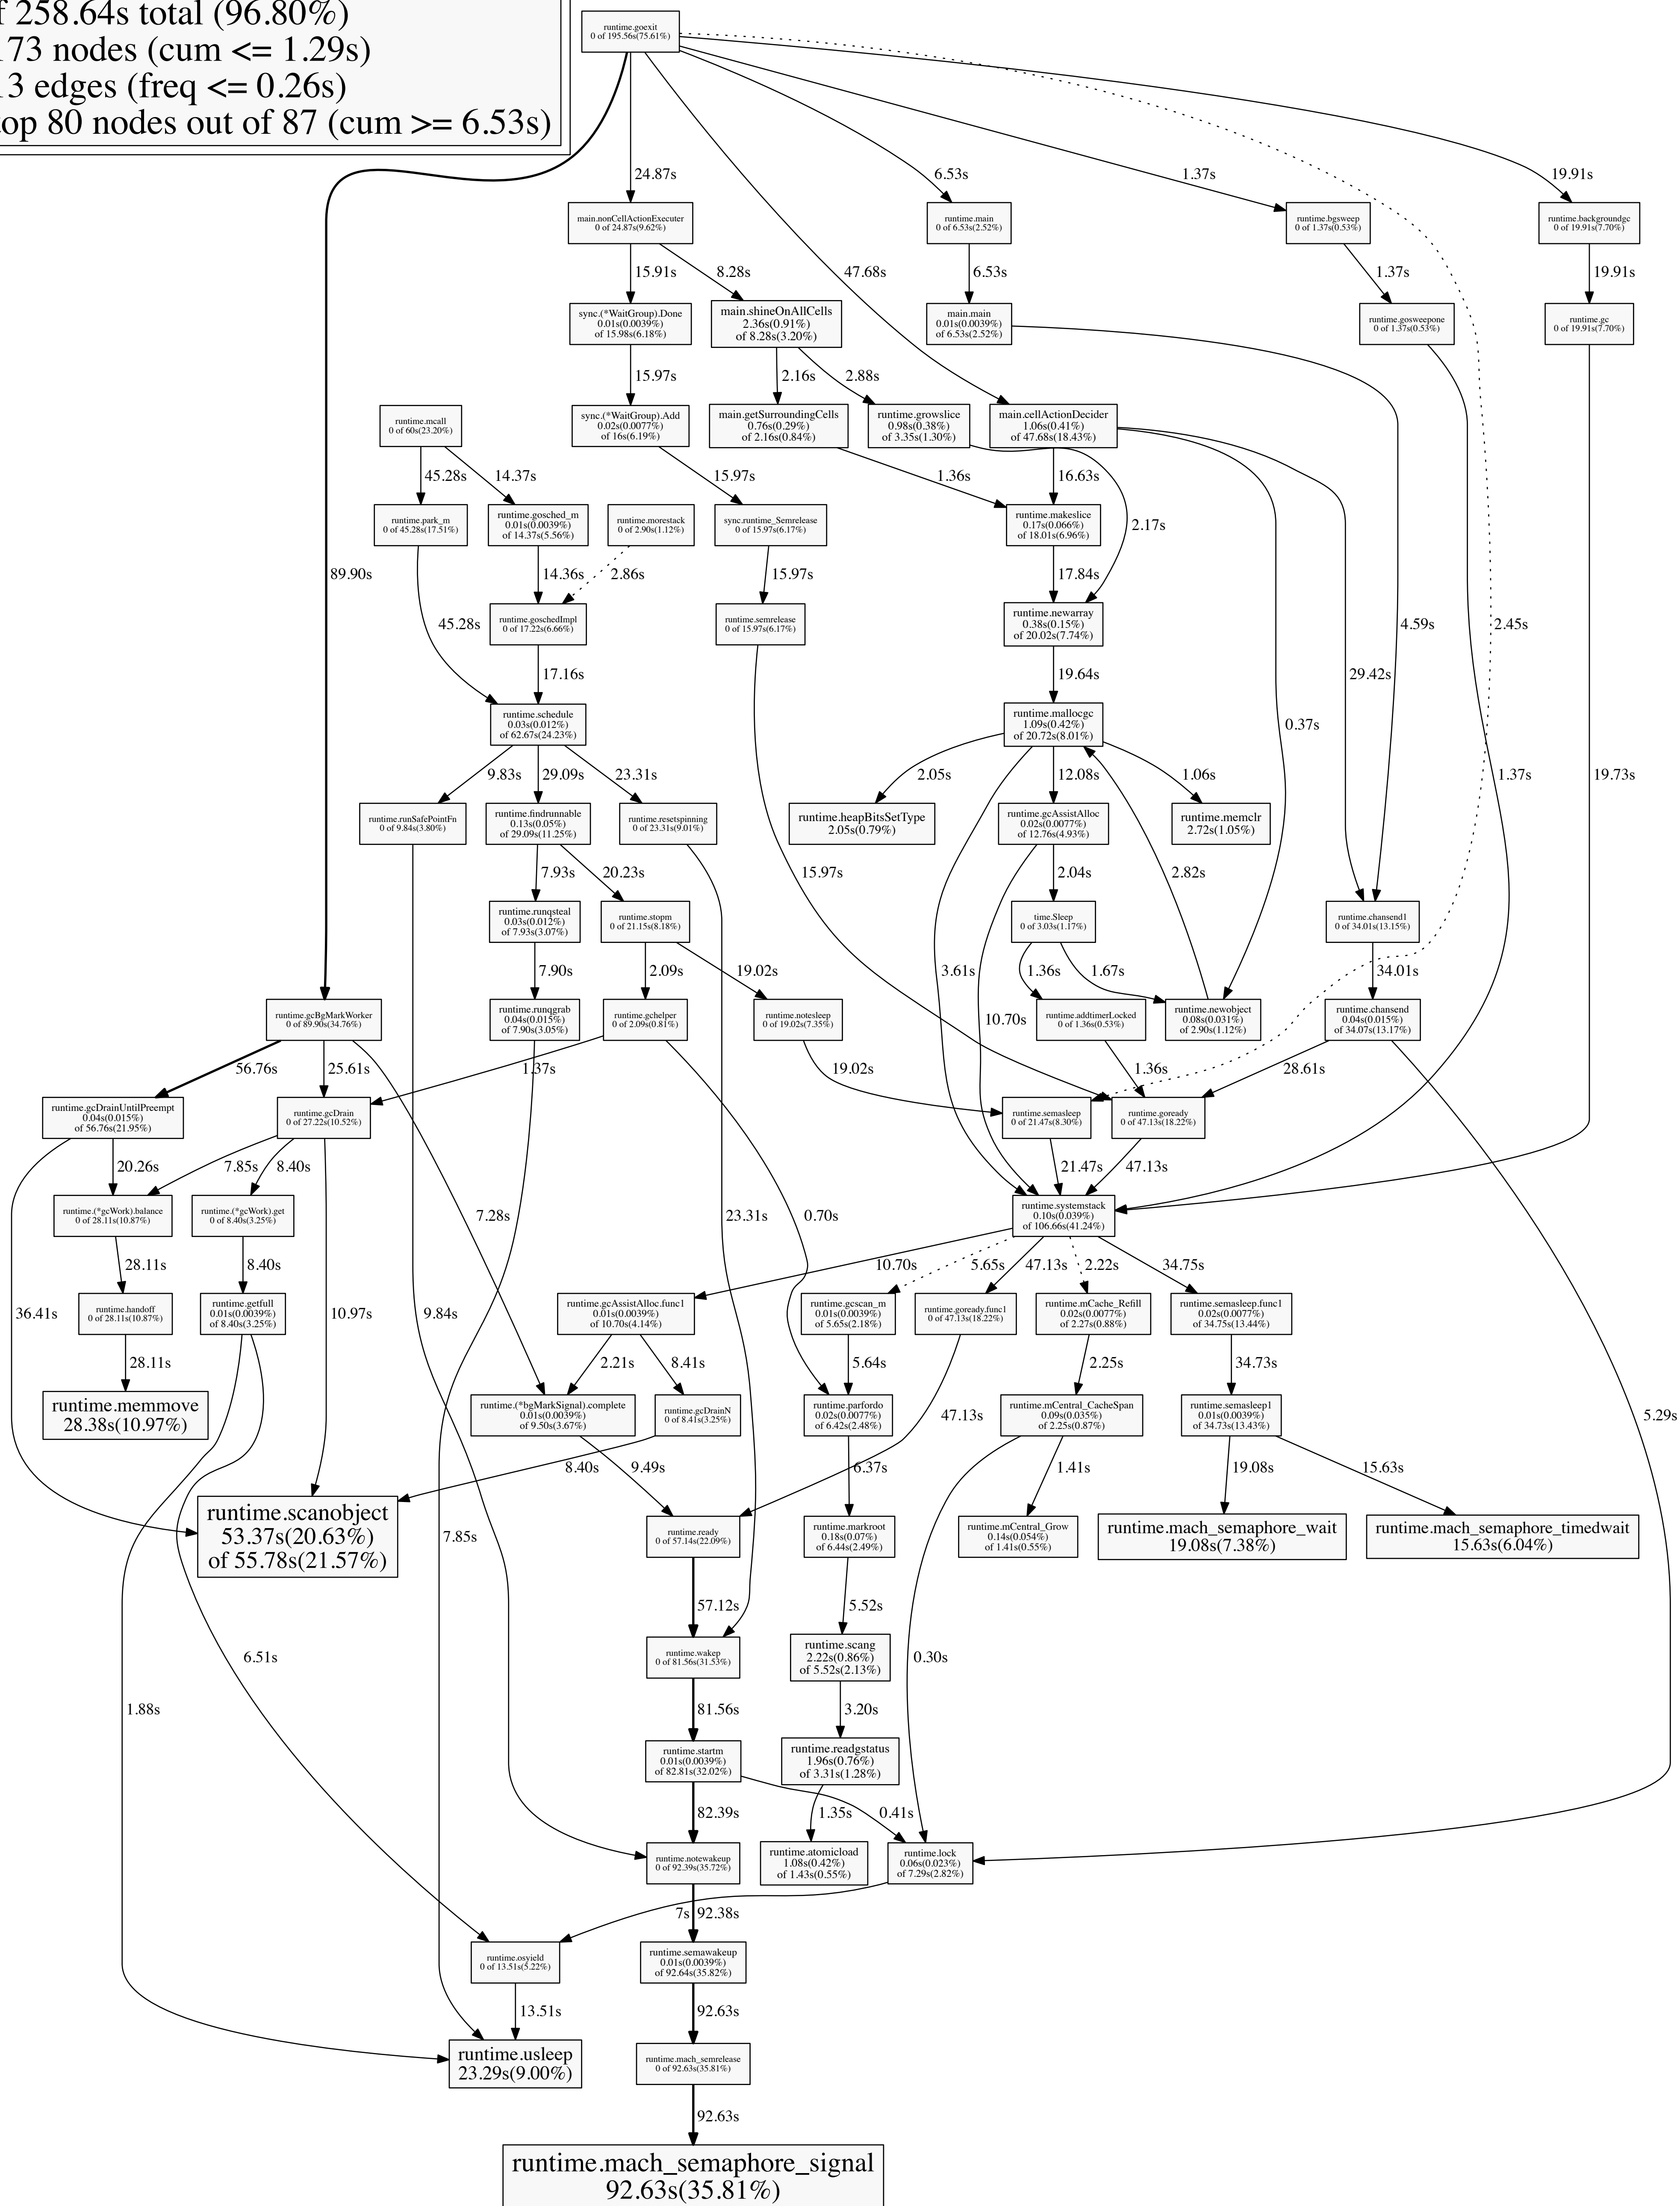 f 258.64s total (96.80%)
173 nodes (cum <= 1.29s)
13 edges (freq <= 0.26s)
top 80 nodes out of 87 (cum >= 6.53s)
runtime.goexit
0 of 195.56s(75.61%)
24.87s
6.53s
1.37s
19.91s
main.nonCellActionExecuter
0 of 24.87s(9.62%)
runtime.main
0 of 6.53s(2.52%)
runtime.bgsweep
0 of 1.37s(0.53%)
runtime.backgroundgc
0 of 19.91s(7.70%)
15.91s
8.28s
47.68s
6.53s
1.37s
19.91s
sync.(*WaitGroup).Done
0.01s(0.0039%)
of 15.98s(6.18%)
main.shineOnAllCells
2.36s(0.91%)
of 8.28s(3.20%)
main.main
0.01s(0.0039%)
of 6.53s(2.52%)
runtime.gosweepone
0 of 1.37s(0.53%)
runtime.gc
0 of 19.91s(7.70%)
15.97s
2.16s
2.88s
runtime.mcall
0 of 60s(23.20%)
sync.(*WaitGroup).Add
0.02s(0.0077%)
of 16s(6.19%)
main.getSurroundingCells
0.76s(0.29%)
of 2.16s(0.84%)
runtime.growslice
0.98s(0.38%)
of 3.35s(1.30%)
main.cellActionDecider
1.06s(0.41%)
of 47.68s(18.43%)
45.28s
14.37s
15.97s
1.36s
16.63s
runtime.park_m
0 of 45.28s(17.51%)
runtime.gosched_m
0.01s(0.0039%)
of 14.37s(5.56%)
runtime.morestack
0 of 2.90s(1.12%)
sync.runtime_Semrelease
0 of 15.97s(6.17%)
runtime.makeslice
0.17s(0.066%)
of 18.01s(6.96%)
2.17s
89.90s
14.36s
2.86s
15.97s
17.84s
45.28s
runtime.goschedImpl
0 of 17.22s(6.66%)
runtime.semrelease
0 of 15.97s(6.17%)
runtime.newarray
0.38s(0.15%)
of 20.02s(7.74%)
4.59s
2.45s
17.16s
19.64s
29.42s
runtime.schedule
0.03s(0.012%)
of 62.67s(24.23%)
runtime.mallocgc
1.09s(0.42%)
of 20.72s(8.01%)
0.37s
9.83s
29.09s
23.31s
2.05s
12.08s
1.06s
1.37s
19.73s
runtime.runSafePointFn
0 of 9.84s(3.80%)
runtime.findrunnable
0.13s(0.05%)
of 29.09s(11.25%)
runtime.resetspinning
0 of 23.31s(9.01%)
runtime.heapBitsSetType
2.05s(0.79%)
runtime.gcAssistAlloc
0.02s(0.0077%)
of 12.76s(4.93%)
runtime.memclr
2.72s(1.05%)
7.93s
20.23s
15.97s
2.04s
2.82s
runtime.runqsteal
0.03s(0.012%)
of 7.93s(3.07%)
runtime.stopm
0 of 21.15s(8.18%)
time.Sleep
0 of 3.03s(1.17%)
runtime.chansend1
0 of 34.01s(13.15%)
7.90s
2.09s
19.02s
3.61s
1.36s
1.67s
34.01s
runtime.gcBgMarkWorker
0 of 89.90s(34.76%)
runtime.runqgrab
0.04s(0.015%)
of 7.90s(3.05%)
runtime.gchelper
0 of 2.09s(0.81%)
runtime.notesleep
0 of 19.02s(7.35%)
10.70s
runtime.addtimerLocked
0 of 1.36s(0.53%)
runtime.newobject
0.08s(0.031%)
of 2.90s(1.12%)
runtime.chansend
0.04s(0.015%)
of 34.07s(13.17%)
56.76s
25.61s
1.37s
19.02s
1.36s
28.61s
runtime.gcDrainUntilPreempt
0.04s(0.015%)
of 56.76s(21.95%)
runtime.gcDrain
0 of 27.22s(10.52%)
runtime.semasleep
0 of 21.47s(8.30%)
runtime.goready
0 of 47.13s(18.22%)
20.26s
7.85s
8.40s
21.47s
47.13s
runtime.(*gcWork).balance
0 of 28.11s(10.87%)
runtime.(*gcWork).get
0 of 8.40s(3.25%)
7.28s
23.31s
0.70s
runtime.systemstack
0.10s(0.039%)
of 106.66s(41.24%)
28.11s
8.40s
10.70s
5.65s
47.13s
2.22s
34.75s
36.41s
runtime.handoff
0 of 28.11s(10.87%)
runtime.getfull
0.01s(0.0039%)
of 8.40s(3.25%)
10.97s
9.84s
runtime.gcAssistAlloc.func1
0.01s(0.0039%)
of 10.70s(4.14%)
runtime.gcscan_m
0.01s(0.0039%)
of 5.65s(2.18%)
runtime.goready.func1
0 of 47.13s(18.22%)
runtime.mCache_Refill
0.02s(0.0077%)
of 2.27s(0.88%)
runtime.semasleep.func1
0.02s(0.0077%)
of 34.75s(13.44%)
28.11s
2.21s
8.41s
5.64s
2.25s
34.73s
runtime.memmove
28.38s(10.97%)
runtime.(*bgMarkSignal).complete
0.01s(0.0039%)
of 9.50s(3.67%)
runtime.gcDrainN
0 of 8.41s(3.25%)
runtime.parfordo
0.02s(0.0077%)
of 6.42s(2.48%)
47.13s
runtime.mCentral_CacheSpan
0.09s(0.035%)
of 2.25s(0.87%)
runtime.semasleep1
0.01s(0.0039%)
of 34.73s(13.43%)
5.29s
8.40s
9.49s
6.37s
1.41s
19.08s
15.63s
runtime.scanobject
53.37s(20.63%)
of 55.78s(21.57%)
7.85s
runtime.ready
0 of 57.14s(22.09%)
runtime.markroot
0.18s(0.07%)
of 6.44s(2.49%)
runtime.mCentral_Grow
0.14s(0.054%)
of 1.41s(0.55%)
runtime.mach_semaphore_wait
19.08s(7.38%)
runtime.mach_semaphore_timedwait
15.63s(6.04%)
57.12s
5.52s
6.51s
runtime.wakep
0 of 81.56s(31.53%)
runtime.scang
2.22s(0.86%)
of 5.52s(2.13%)
0.30s
1.88s
81.56s
3.20s
runtime.startm
0.01s(0.0039%)
of 82.81s(32.02%)
runtime.readgstatus
1.96s(0.76%)
of 3.31s(1.28%)
82.39s
1.35s
0.41s
runtime.notewakeup
0 of 92.39s(35.72%)
runtime.atomicload
1.08s(0.42%)
of 1.43s(0.55%)
runtime.lock
0.06s(0.023%)
of 7.29s(2.82%)
7s
92.38s
runtime.osyield
0 of 13.51s(5.22%)
runtime.semawakeup
0.01s(0.0039%)
of 92.64s(35.82%)
13.51s
92.63s
runtime.usleep
23.29s(9.00%)
runtime.mach_semrelease
0 of 92.63s(35.81%)
92.63s
runtime.mach_semaphore_signal
92.63s(35.81%)